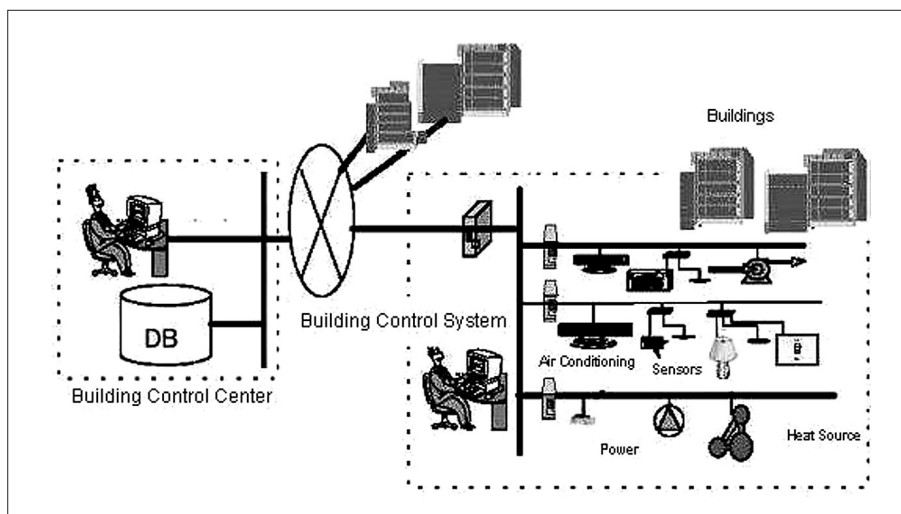 Buildings
DB
Building Control Center
Building Control System
Air Conditioning
Sensors
Power
Heat Source